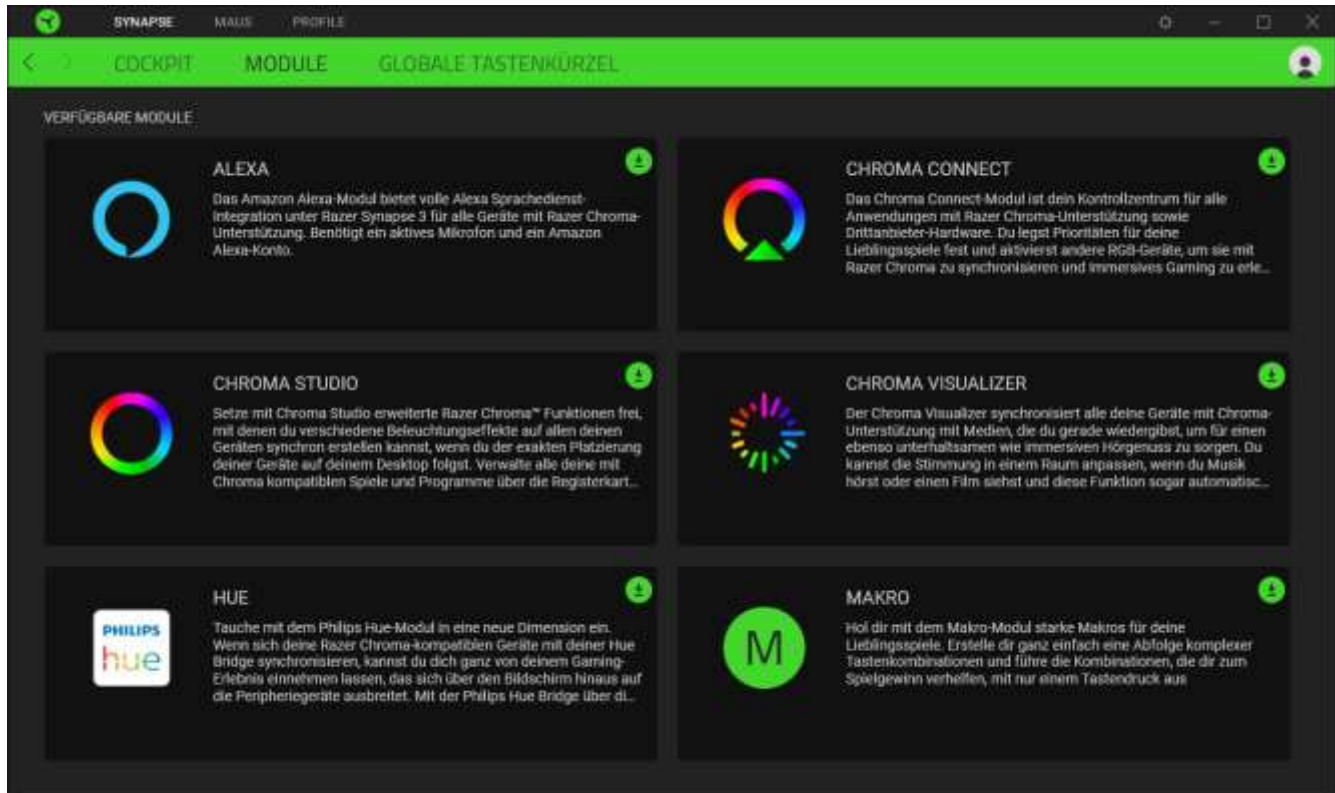 SYNAPSE MAUS PROFILE
COCKPIT MODULE GLOBALE TASTENKÜRZEL
VERFÜGBARE MODULE
ALEXA
Das Amazon Alexa-Modul bietet volle Alexa Sprachedienst-
Integration unter Razer Synapse 3 für alle Geräte mit Razer Chroma-
Unterstützung. Benötigt ein aktives Mikrofon und ein Amazon
Alexa-Konto.
CHROMA CONNECT
Das Chroma Connect-Modul ist dein Kontrollzentrum für alle
Anwendungen mit Razer Chroma-Unterstützung sowie
Drittanbieter-Hardware. Du legst Prioritäten für deine
Lieblingsspiele fest und aktivierst andere RGB-Geräte, um sie mit
Razer Chroma zu synchronisieren und immersives Gaming zu erle...
CHROMA STUDIO
Setze mit Chroma Studio erweiterte Razer Chroma™ Funktionen frei,
mit denen du verschiedene Beleuchtungseffekte auf allen deinen
Geräten synchron erstellen kannst, wenn du der exakten Platzierung
deiner Geräte auf deinem Desktop folgst. Verwalte alle deine mit
Chroma kompatiblen Spiele und Programme über die Registerkart...
CHROMA VISUALIZER
Der Chroma Visualizer synchronisiert alle deine Geräte mit Chroma-
Unterstützung mit Medien, die du gerade wiedergibst, um für einen
ebenso unterhaltsamen wie immersiven Hörgenuss zu sorgen. Du
kannst die Stimmung in einem Raum anpassen, wenn du Musik
hörst oder einen Film siehst und diese Funktion sogar automatisc...
PHILIPS
hue
HUE
Tauche mit dem Philips Hue-Modul in eine neue Dimension ein.
Wenn sich deine Razer Chroma-kompatiblen Geräte mit deiner Hue
Bridge synchronisieren, kannst du dich ganz von deinem Gaming-
Erlebnis einnehmen lassen, das sich über den Bildschirm hinaus auf
die Peripheriegeräte ausbreitet. Mit der Philips Hue Bridge über di...
M
MAKRO
Hol dir mit dem Makro-Modul starke Makros für deine
Lieblingsspiele. Erstelle dir ganz einfach eine Abfolge komplexer
Tastenkombinationen und führe die Kombinationen, die dir zum
Spielgewinn verhelfen, mit nur einem Tastendruck aus